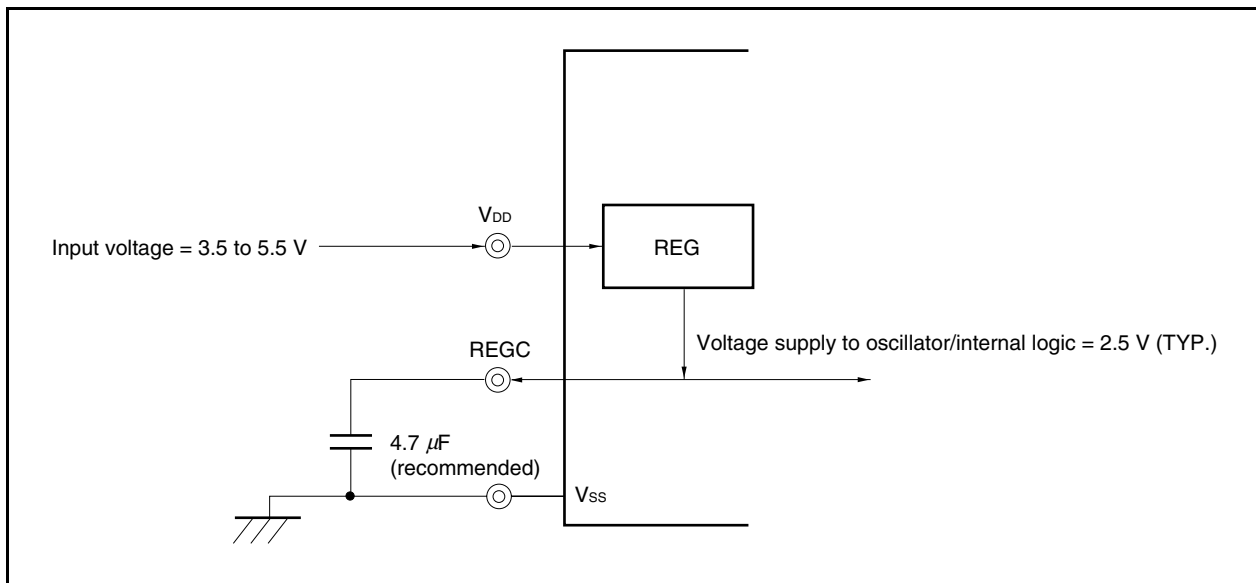 VDD
Input voltage = 3.5 to 5.5 V
REG
Voltage supply to oscillator/internal logic = 2.5 V (TYP.)
REGC
4.7 μF
(recommended)
VSS